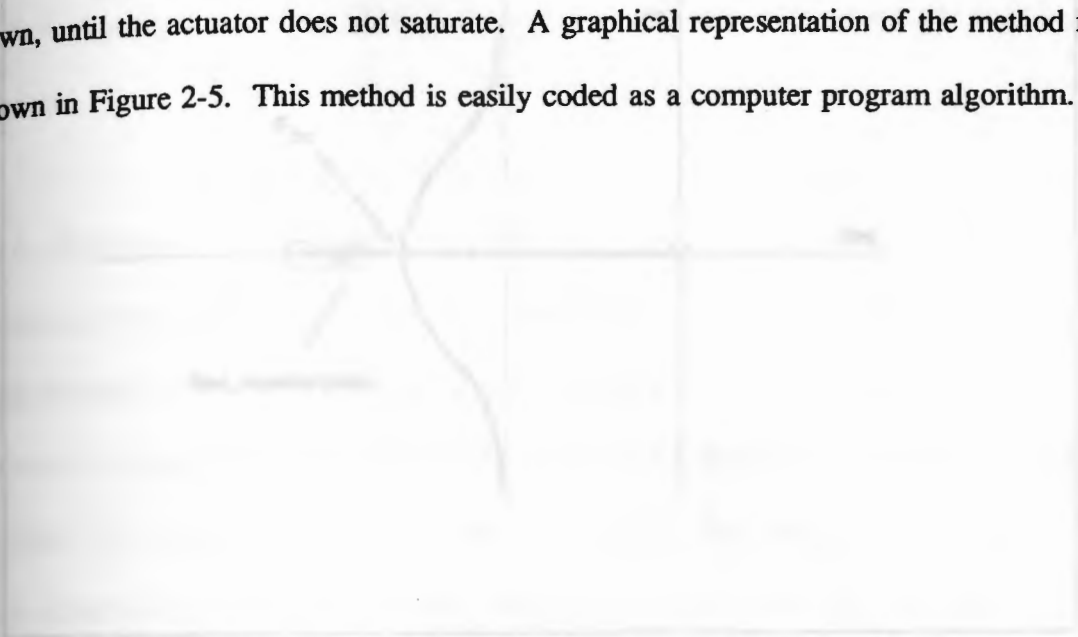 wn, until the actuator does not saturate. A graphical representation of the method
own in Figure 2-5. This method is easily coded as a computer program algorithm.